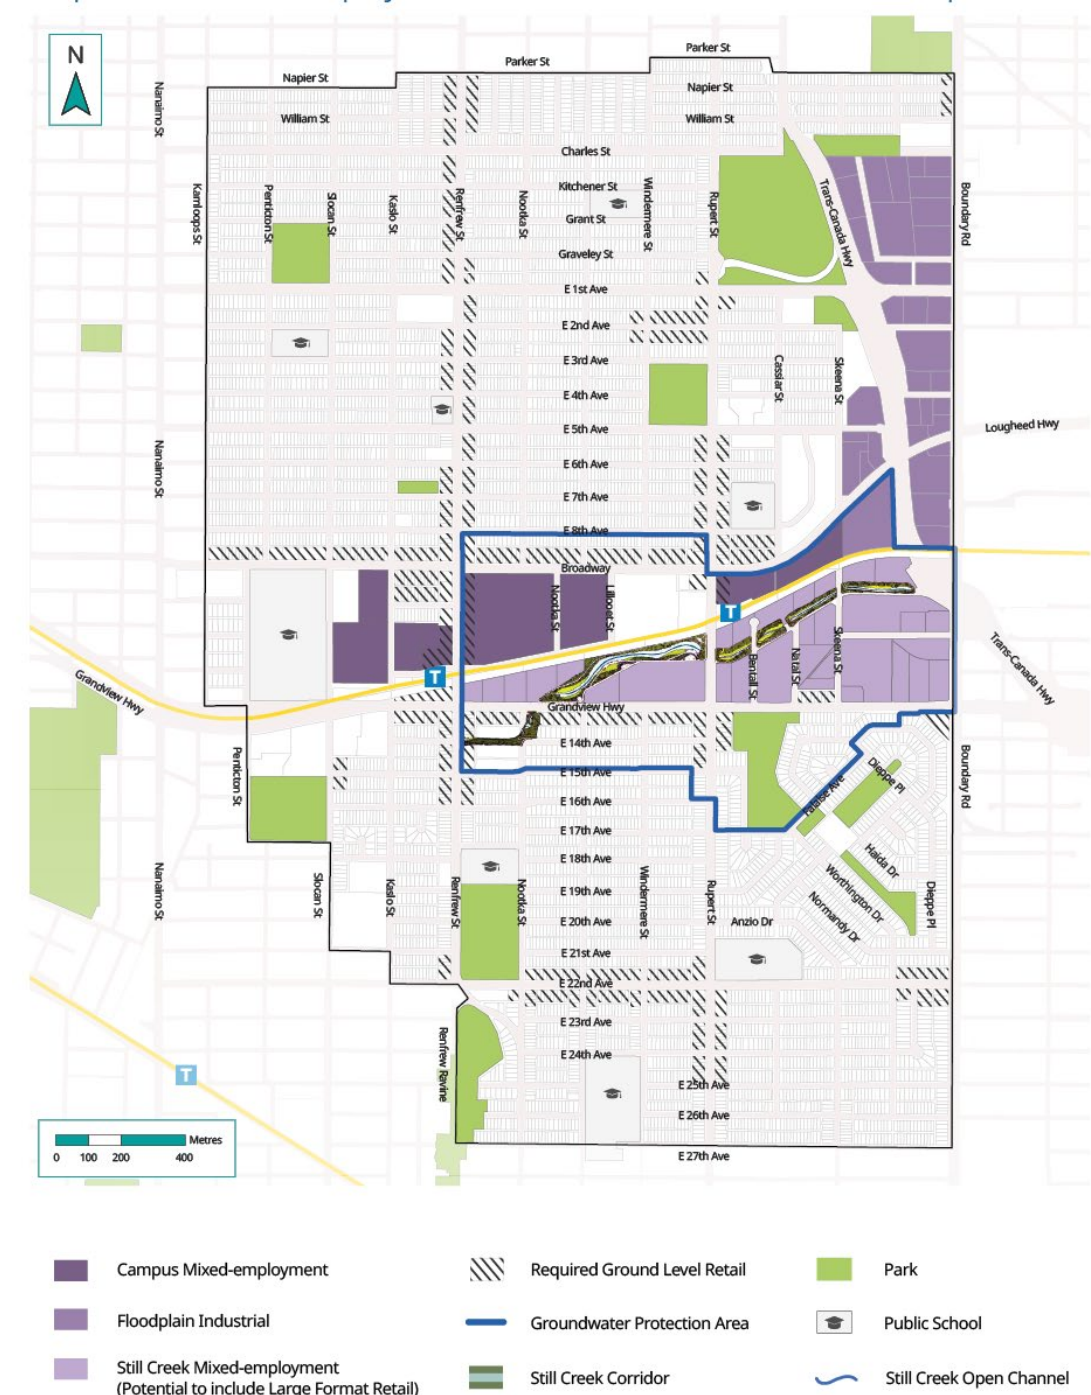 N
Parker St
Parker St
Napier St
Napier St
William St
William St
Nanaimo St
Charles St
Kitchener St
Grant St
Graveley St
Kamloops St
Penticton St
Slocan St
Kaslo St
Renfrew St
Nootka St
Windermere St
Rupert St
Trans-Canada Hwy
Boundary Rd
E 1st Ave
E 2nd Ave
E 3rd Ave
E 4th Ave
E 5th Ave
Cassiar St
Skeena St
Lougheed Hwy
Nanaimo St
E 6th Ave
E 7th Ave
E 8th Ave
Broadway
Nootka St
Lillooet St
T
T
Bentall St
Natal St
Skeena St
Trans-Canada Hwy
Grandview Hwy
Grandview Hwy
E 14th Ave
E 15th Ave
E 16th Ave
E 17th Ave
Penticton St
Falaise Ave
Dieppe Pl
Boundary Rd
E 18th Ave
E 19th Ave
E 20th Ave
E 21st Ave
E 22nd Ave
Nanaimo St
Slocan St
Kaslo St
Renfrew St
Nootka St
Windermere St
Rupert St
Anzio Dr
Haida Dr
Worthington Dr
Normandy Dr
Dieppe Pl
E 23rd Ave
E 24th Ave
E 25th Ave
E 26th Ave
E 27th Ave
Renfrew Ravine
T
Metres
0 100 200 400
Campus Mixed-employment
Required Ground Level Retail
Park
Floodplain Industrial
Groundwater Protection Area
Public School
Still Creek Mixed-employment
(Potential to include Large Format Retail)
Still Creek Corridor
Still Creek Open Channel